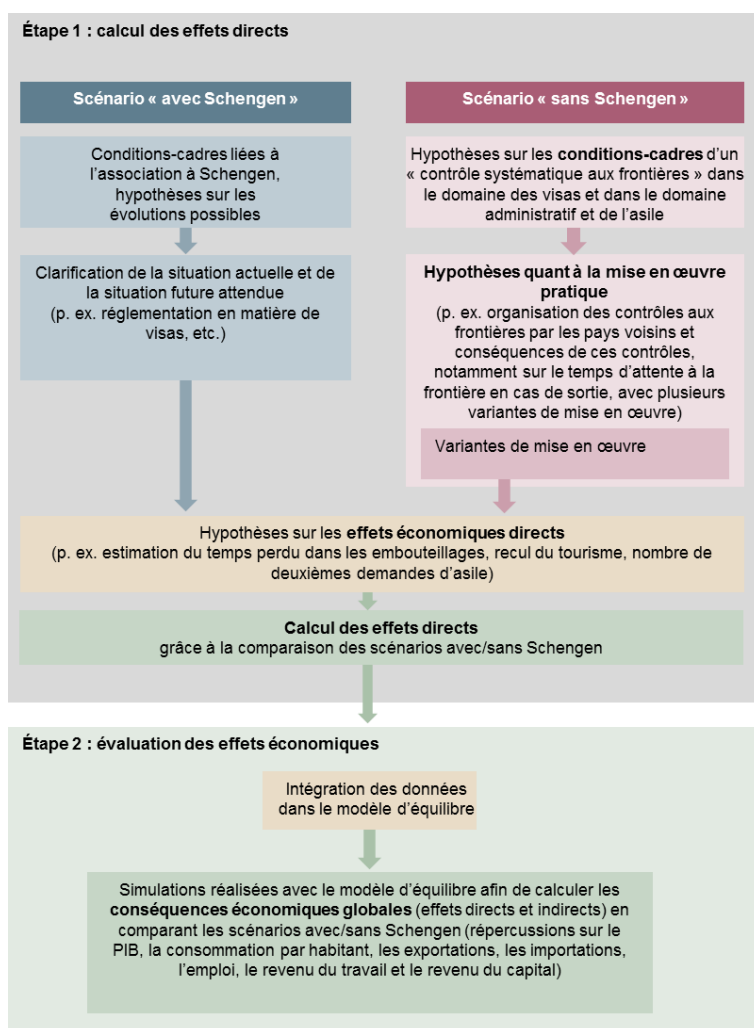 Étape 1 : calcul des effets directs
Scénario « avec Schengen »
Conditions-cadres liées à
l’association à Schengen,
hypothèses sur les
évolutions possibles
Clarification de la situation actuelle et de
la situation future attendue
(p. ex. réglementation en matière de
visas, etc.)
Scénario « sans Schengen »
Hypothèses sur les conditions-cadres d’un
« contrôle systématique aux frontières » dans
le domaine des visas et dans le domaine
administratif et de l’asile
Hypothèses quant à la mise en œuvre
pratique
(p. ex. organisation des contrôles aux
frontières par les pays voisins et
conséquences de ces contrôles,
notamment sur le temps d’attente à la
frontière en cas de sortie, avec plusieurs
variantes de mise en œuvre)
Variantes de mise en œuvre
Hypothèses sur les effets économiques directs
(p. ex. estimation du temps perdu dans les embouteillages, recul du tourisme, nombre de
deuxièmes demandes d’asile)
Calcul des effets directs
grâce à la comparaison des scénarios avec/sans Schengen
Étape 2 : évaluation des effets économiques
Intégration des données
dans le modèle d’équilibre
Simulations réalisées avec le modèle d’équilibre afin de calculer les
conséquences économiques globales (effets directs et indirects) en
comparant les scénarios avec/sans Schengen (répercussions sur le
PIB, la consommation par habitant, les exportations, les importations,
l’emploi, le revenu du travail et le revenu du capital)